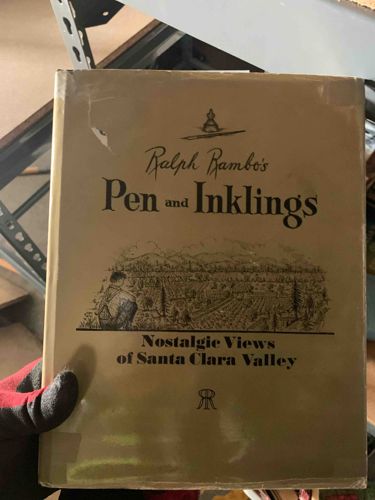 Ralph Rambo's
Pen and Inklings
Nostalgic Views
of Santa Clara Valley
RR